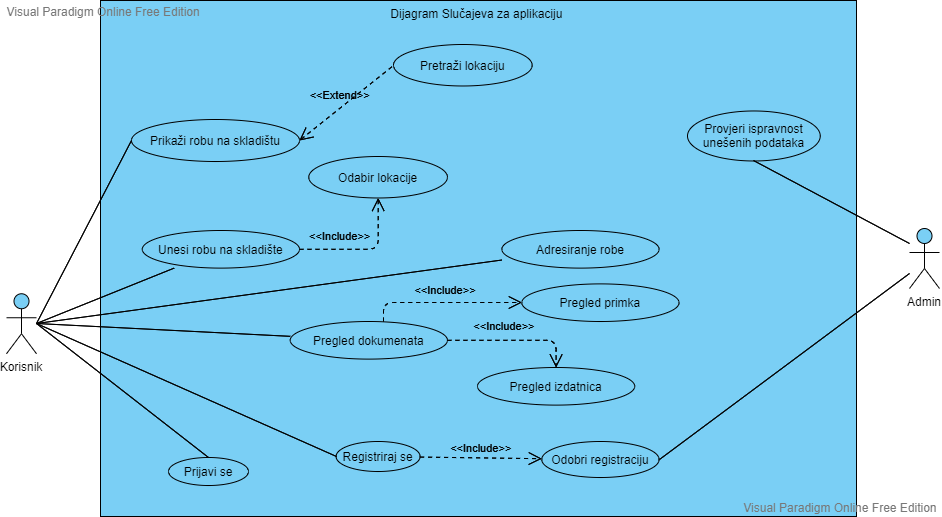 Visual Paradigm Online Free Edition
Dijagram Slučajeva za aplikaciju
Pretraži lokaciju
<<Extend>>
Prikaži robu na skladištu
Provjeri ispravnost
unešenih podataka
Odabir lokacije
<<Include>>
Unesi robu na skladište
Adresiranje robe
<<Include>>
Pregled primka
Korisnik
Admin
<<Include>>
Pregled dokumenata
Pregled izdatnica
<<Include>>
Registriraj se
Odobri registraciju
Prijavi se
Visual Paradigm Online Free Edition